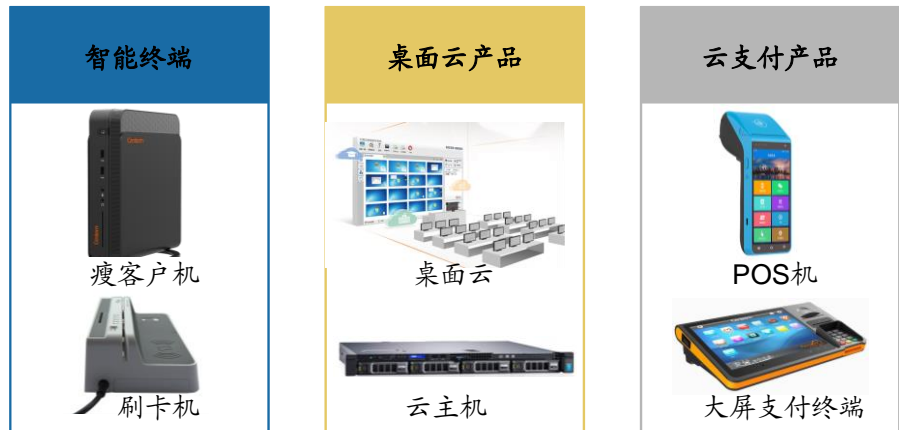 智能终端
桌面云产品
云支付产品
Centerm
瘦客户机
桌面云
POS机
刷卡机
云主机
大屏支付终端